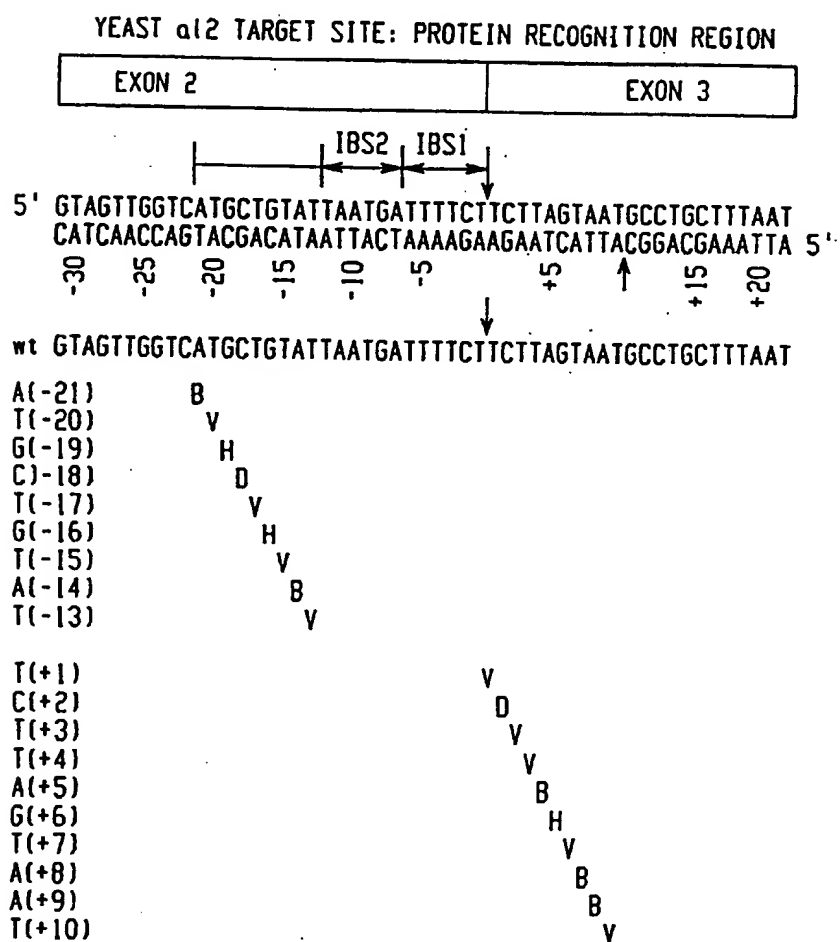 YEAST aI2 TARGET SITE: PROTEIN RECOGNITION REGION
EXON 2 EXON 3
IBS2 IBS1
5' GTAGTTGGTCATGCTGTATTAATGATTTTCTTCTTAGTAATGCCTGCTTTAAT
CATCAACCAGTACGACATAATTACTAAAAGAAGAATCATTACGGACGAAATTA 5'
-30 -25 -20 -15 -10 -5 +5 +15 +20
wt GTAGTTGGTCATGCTGTATTAATGATTTTCTTCTTAGTAATGCCTGCTTTAAT
A(-21) B
T(-20) V
G(-19) H
C)-18) D
T(-17) V
G(-16) H
T(-15) V
A(-14) B
T(-13) V
T(+1) V
C(+2) D
T(+3) V
T(+4) V
A(+5) B
G(+6) H
T(+7) V
A(+8) B
A(+9) B
T(+10) V